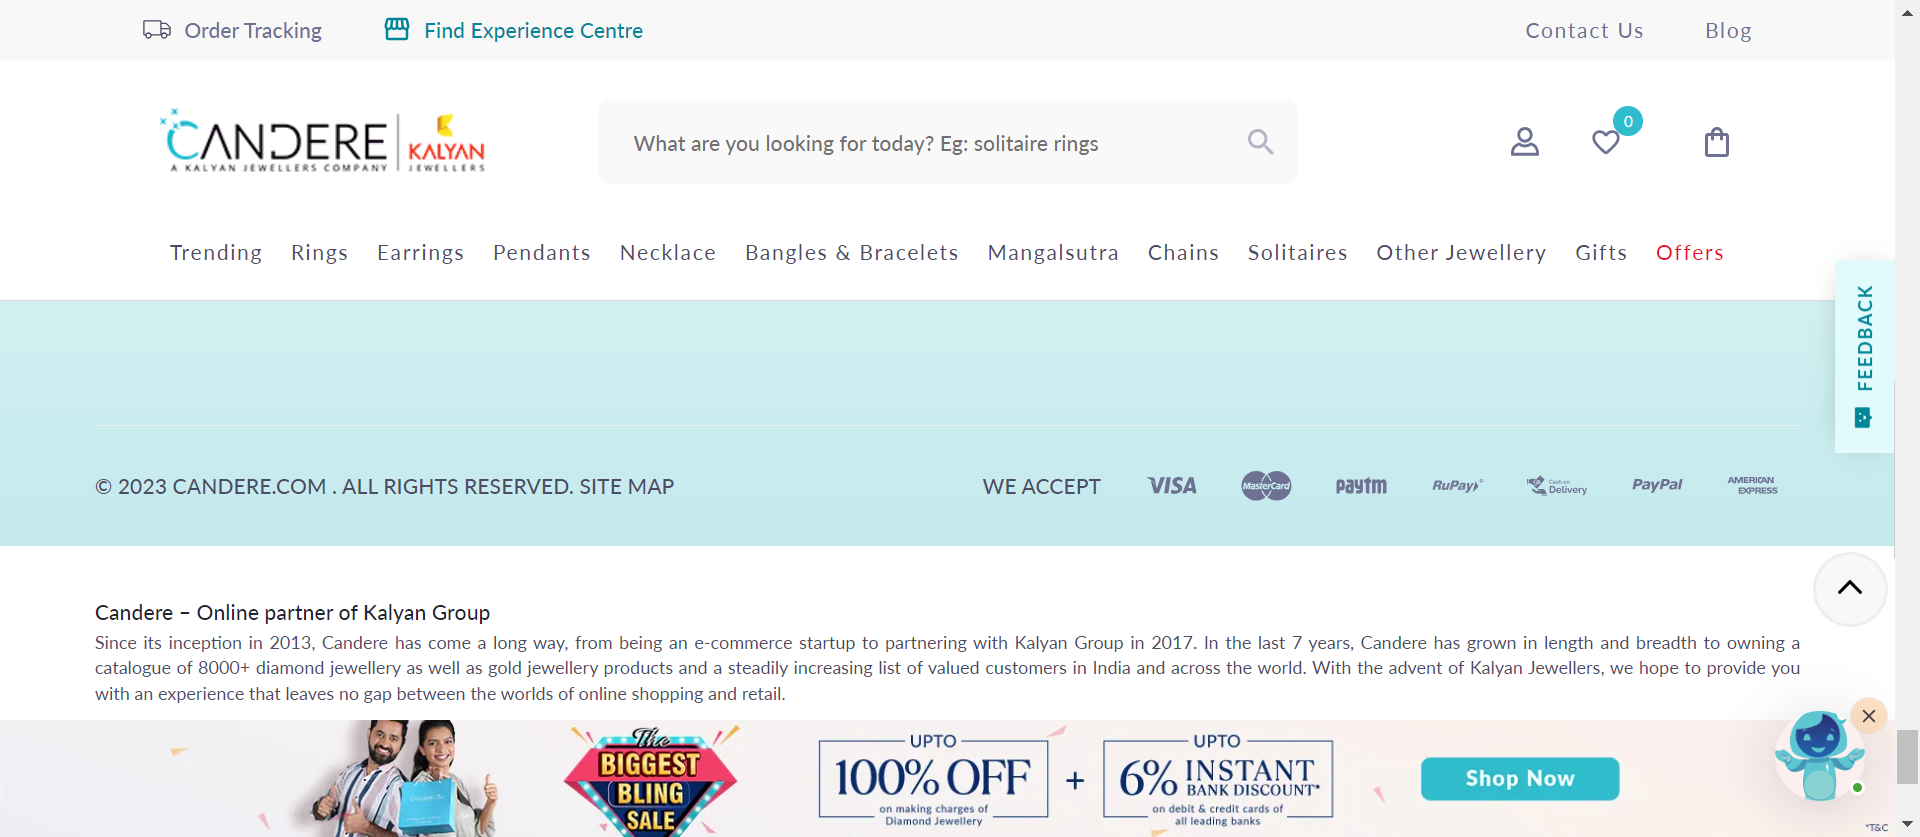 Order Tracking
Find Experience Centre
Contact Us
Blog
CANDERE
A KALYAN JEWELLERS COMPANY
KALYAN
JEWELLERS
What are you looking for today? Eg: solitaire rings
0
Trending
Rings
Earrings
Pendants
Necklace
Bangles & Bracelets
Mangalsutra
Chains
Solitaires
Other Jewellery
Gifts
Offers
FEEDBACK
© 2023 CANDERE.COM . ALL RIGHTS RESERVED. SITE MAP
WE ACCEPT
VISA
MasterCard
paytm
RuPay
Cash on
Delivery
PayPal
AMERICAN
EXPRESS
Candere – Online partner of Kalyan Group
Since its inception in 2013, Candere has come a long way, from being an e-commerce startup to partnering with Kalyan Group in 2017. In the last 7 years, Candere has grown in length and breadth to owning a
catalogue of 8000+ diamond jewellery as well as gold jewellery products and a steadily increasing list of valued customers in India and across the world. With the advent of Kalyan Jewellers, we hope to provide you
with an experience that leaves no gap between the worlds of online shopping and retail.
CANDERE
The
BIGGEST
BLING
SALE
UPTO
100% OFF
on making charges of
Diamond Jewellery
+
UPTO
6% INSTANT
BANK DISCOUNT*
on debit & credit cards of
all leading banks
Shop Now
*T&C